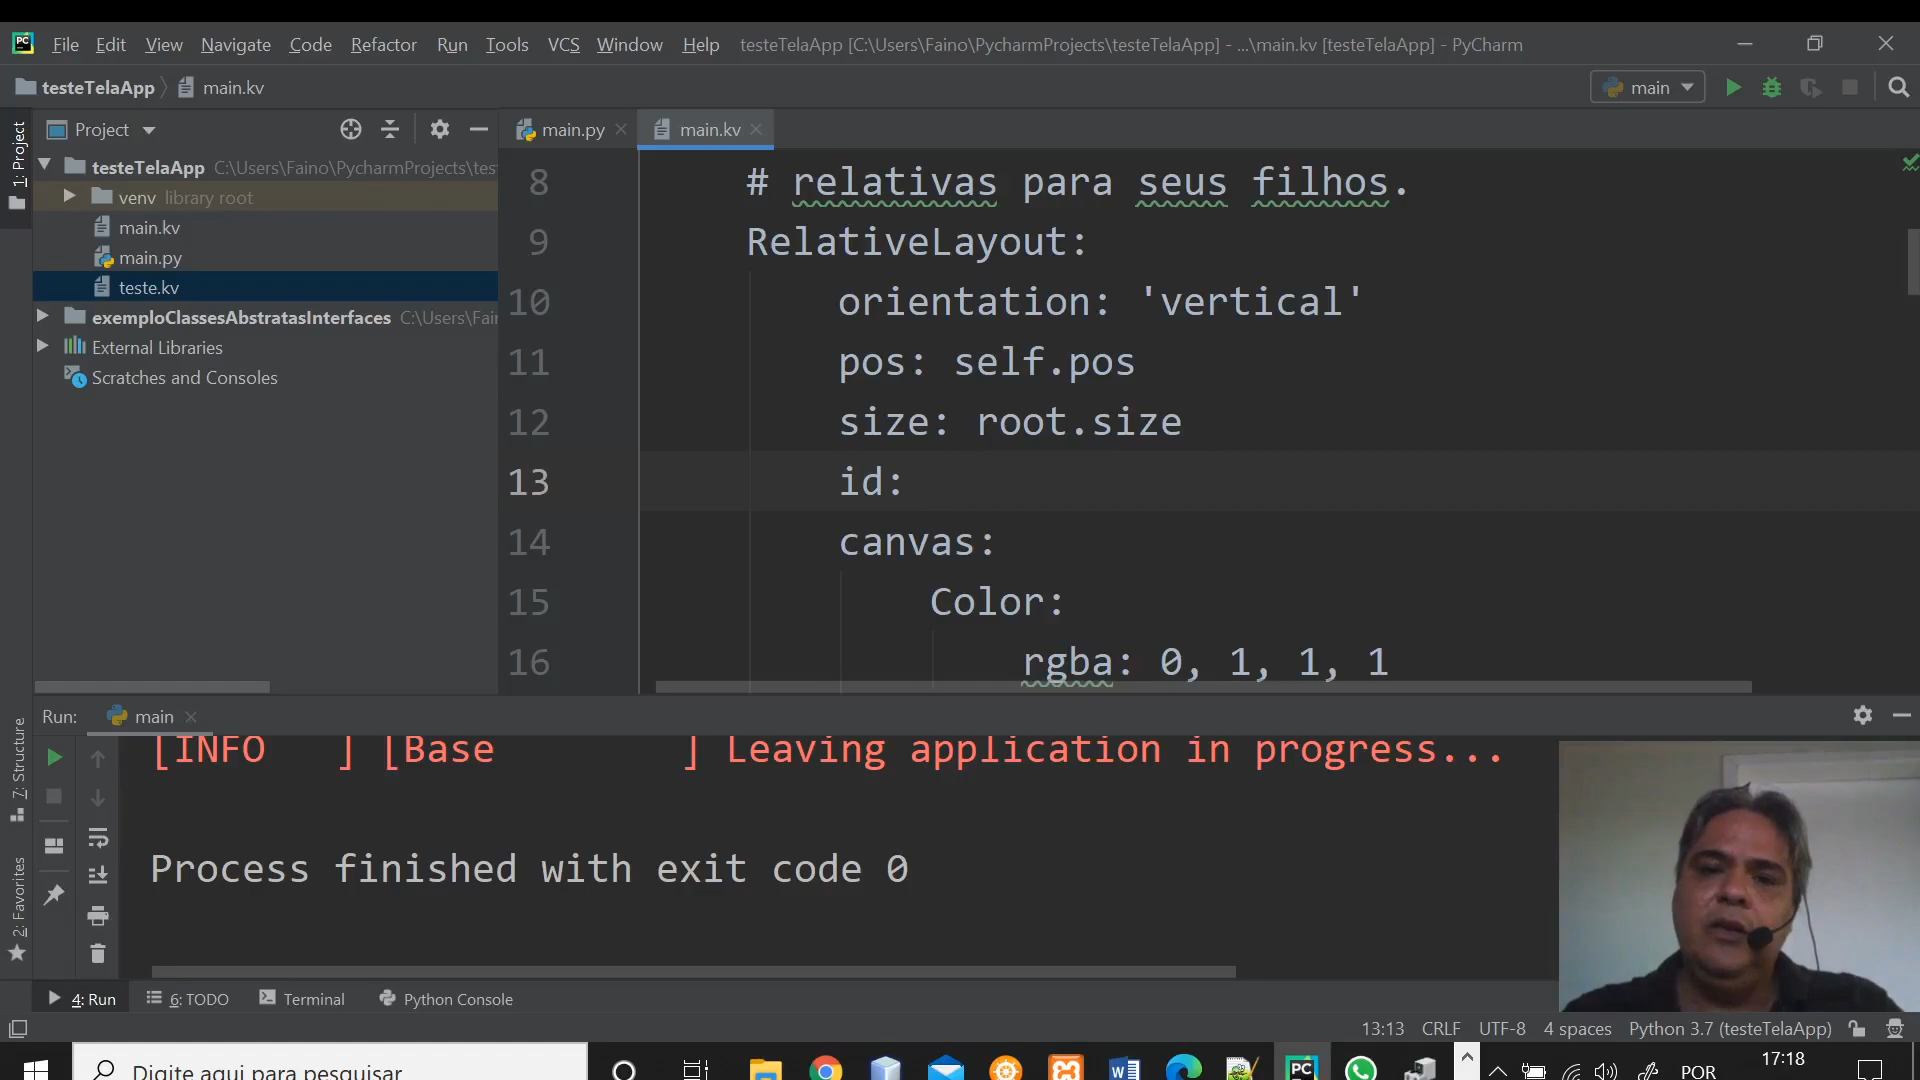 PC File Edit View Navigate Code Refactor Run Tools VCS Window Help testeTelaApp [C:\Users\Faino\PycharmProjects\testeTelaApp] - ...\main.kv [testeTelaApp] - PyCharm
testeTelaApp main.kv main
Project main.py main.kv
1: Project
testeTelaApp C:\Users\Faino\PycharmProjects\tes
venv library root
main.kv
main.py
teste.kv
exemploClassesAbstratasInterfaces C:\Users\Fai
External Libraries
Scratches and Consoles
8 # relativas para seus filhos.
9 RelativeLayout:
10 orientation: 'vertical'
11 pos: self.pos
12 size: root.size
13 id:
14 canvas:
15 Color:
16 rgba: 0, 1, 1, 1
Run: main
7: Structure
2: Favorites
[INFO ] [Base ] Leaving application in progress...
Process finished with exit code 0
4: Run 6: TODO Terminal Python Console
13:13 CRLF UTF-8 4 spaces Python 3.7 (testeTelaApp)
Digite aqui para pesquisar PC POR 17:18